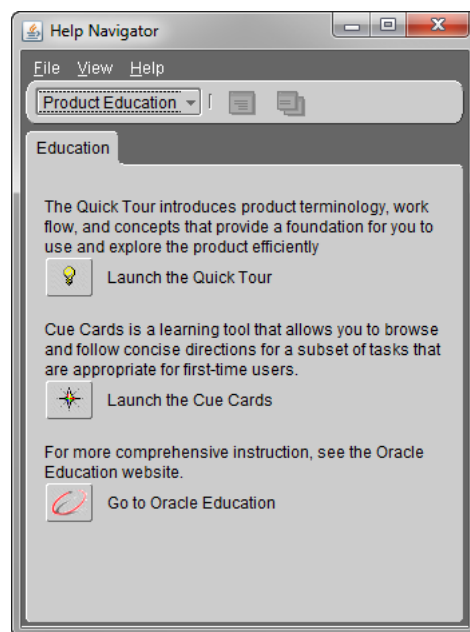 Help Navigator
File View Help
Product Education
Education
The Quick Tour introduces product terminology, work
flow, and concepts that provide a foundation for you to
use and explore the product efficiently
Launch the Quick Tour
Cue Cards is a learning tool that allows you to browse
and follow concise directions for a subset of tasks that
are appropriate for first-time users.
Launch the Cue Cards
For more comprehensive instruction, see the Oracle
Education website.
Go to Oracle Education